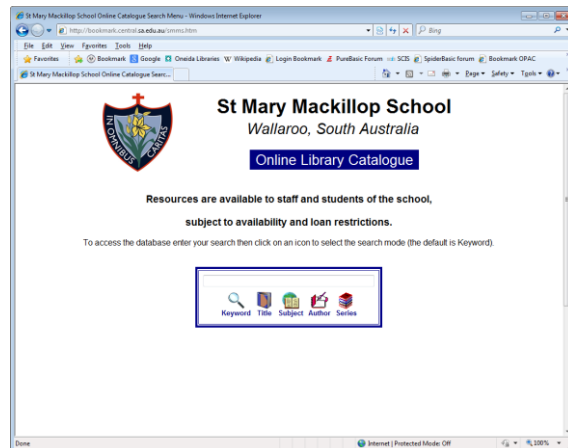 St Mary Mackillop School Online Catalogue Search Menu - Windows Internet Explorer
http://bookmark.central.sa.edu.au/smms.htm
Bing
File Edit View Favorites Tools Help
Favorites Bookmark Google Oneida Libraries W Wikipedia Login Bookmark PureBasic Forum SCIS SpiderBasic forum Bookmark OPAC
St Mary Mackillop School Online Catalogue Searc...
Page Safety Tools
IN OMNIBUS CARITAS
St Mary Mackillop School
Wallaroo, South Australia
Online Library Catalogue
Resources are available to staff and students of the school,
subject to availability and loan restrictions.
To access the database enter your search then click on an icon to select the search mode (the default is Keyword).
Keyword Title Subject Author Series
Done Internet | Protected Mode: Off 100%